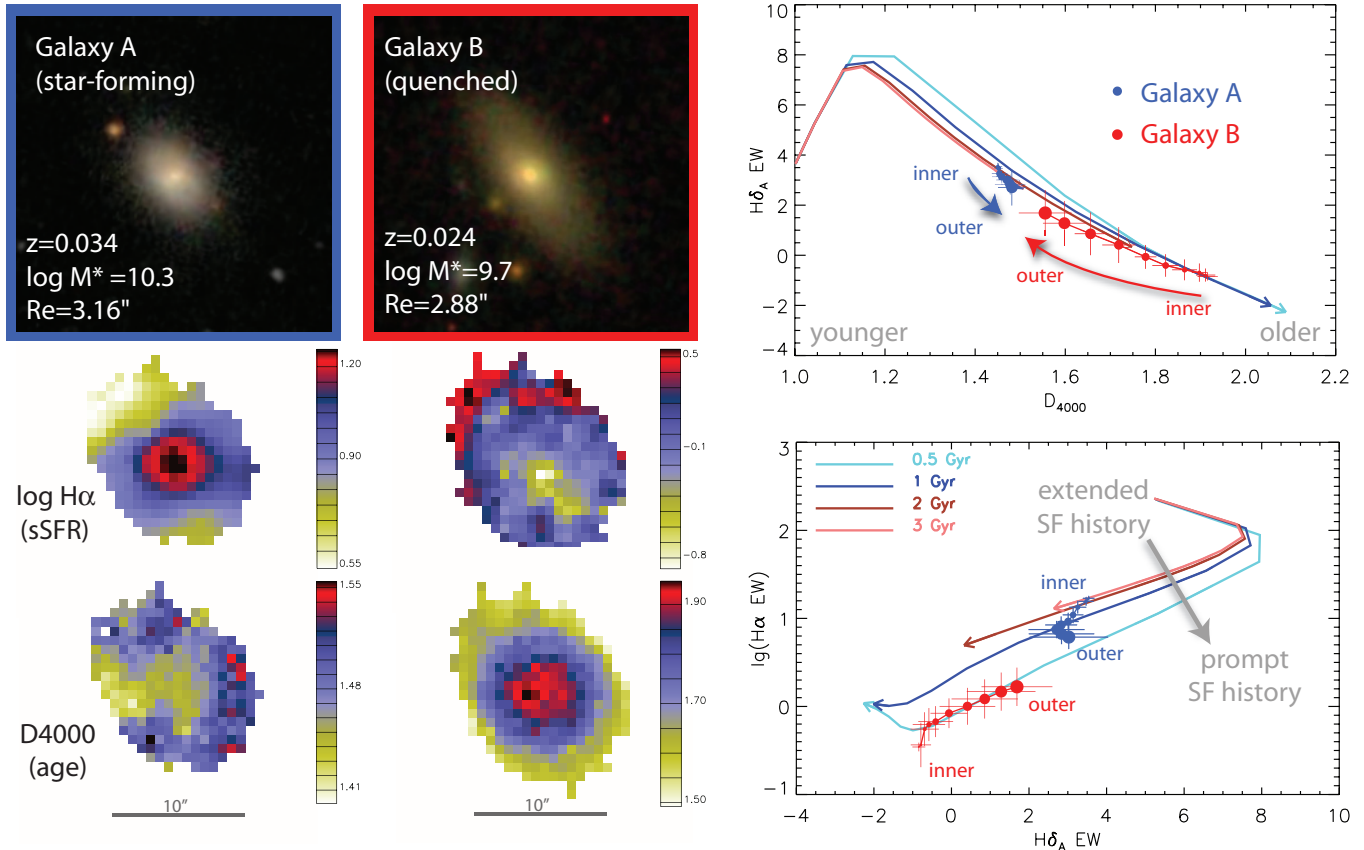 Galaxy A
(star-forming)
z=0.034
log M* =10.3
Re=3.16"
Galaxy B
(quenched)
z=0.024
log M*=9.7
Re=2.88"
log Hα
(sSFR)
1.20
0.90
0.55
0.5
-0.1
-0.8
D4000
(age)
1.55
1.48
1.41
1.90
1.70
1.50
10"
10"
HδA EW
10
8
6
4
2
0
−2
−4
Galaxy A
Galaxy B
inner
outer
outer
inner
younger
older
1.0
1.2
1.4
1.6
1.8
2.0
2.2
D4000
lg(Hα EW)
3
2
1
0
−1
0.5 Gyr
1 Gyr
2 Gyr
3 Gyr
extended
SF history
inner
outer
prompt
SF history
outer
inner
−4
−2
0
2
4
6
8
10
HδA EW